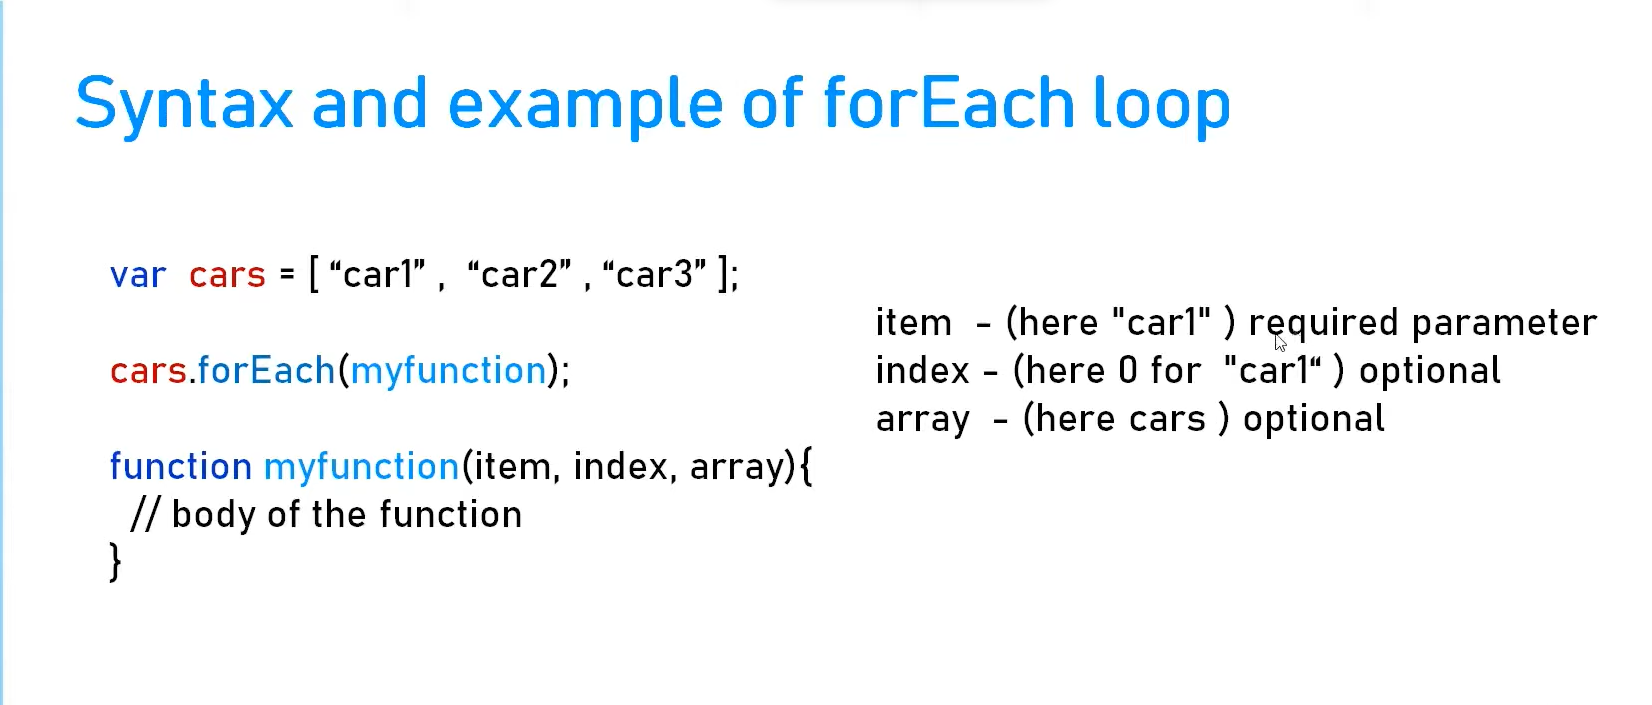 Syntax and example of forEach loop
var cars = [ “car1” , “car2” , “car3” ];
cars.forEach(myfunction);
function myfunction(item, index, array){
// body of the function
}
item - (here "car1" ) required parameter
index - (here 0 for "car1“ ) optional
array - (here cars ) optional